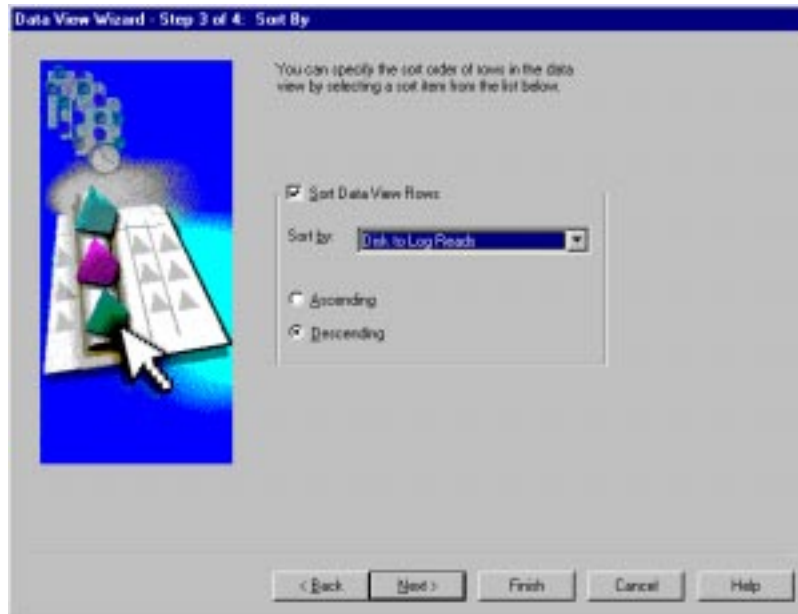 Data View Wizard - Step 3 of 4: Sort By
You can specify the sort order of rows in the data
view by selecting a sort item from the list below.
Sort Data View Rows
Sort by: Disk to Log Reads
Ascending
Descending
< Back Next > Finish Cancel Help